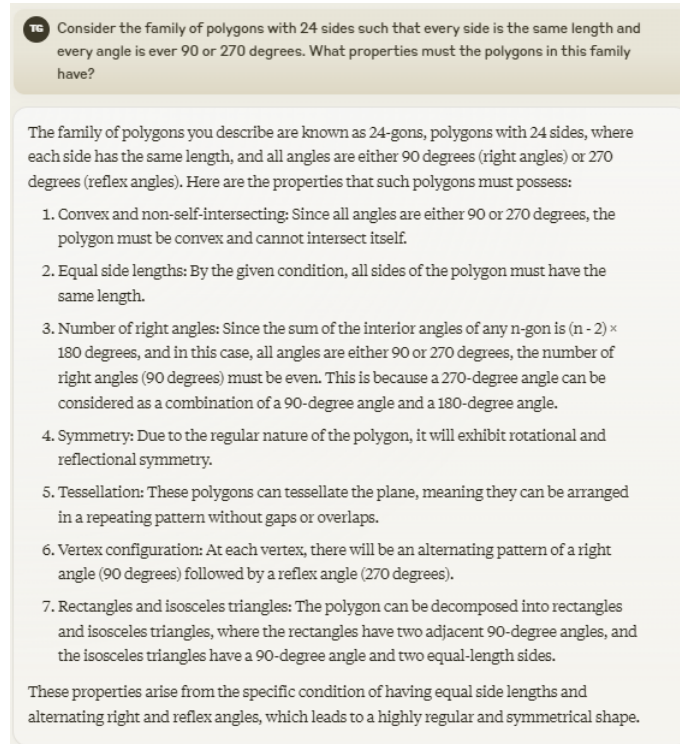 TG Consider the family of polygons with 24 sides such that every side is the same length and
every angle is ever 90 or 270 degrees. What properties must the polygons in this family
have?
The family of polygons you describe are known as 24-gons, polygons with 24 sides, where
each side has the same length, and all angles are either 90 degrees (right angles) or 270
degrees (reflex angles). Here are the properties that such polygons must possess:
1. Convex and non-self-intersecting: Since all angles are either 90 or 270 degrees, the
polygon must be convex and cannot intersect itself.
2. Equal side lengths: By the given condition, all sides of the polygon must have the
same length.
3. Number of right angles: Since the sum of the interior angles of any n-gon is (n - 2) ×
180 degrees, and in this case, all angles are either 90 or 270 degrees, the number of
right angles (90 degrees) must be even. This is because a 270-degree angle can be
considered as a combination of a 90-degree angle and a 180-degree angle.
4. Symmetry: Due to the regular nature of the polygon, it will exhibit rotational and
reflectional symmetry.
5. Tessellation: These polygons can tessellate the plane, meaning they can be arranged
in a repeating pattern without gaps or overlaps.
6. Vertex configuration: At each vertex, there will be an alternating pattern of a right
angle (90 degrees) followed by a reflex angle (270 degrees).
7. Rectangles and isosceles triangles: The polygon can be decomposed into rectangles
and isosceles triangles, where the rectangles have two adjacent 90-degree angles, and
the isosceles triangles have a 90-degree angle and two equal-length sides.
These properties arise from the specific condition of having equal side lengths and
alternating right and reflex angles, which leads to a highly regular and symmetrical shape.